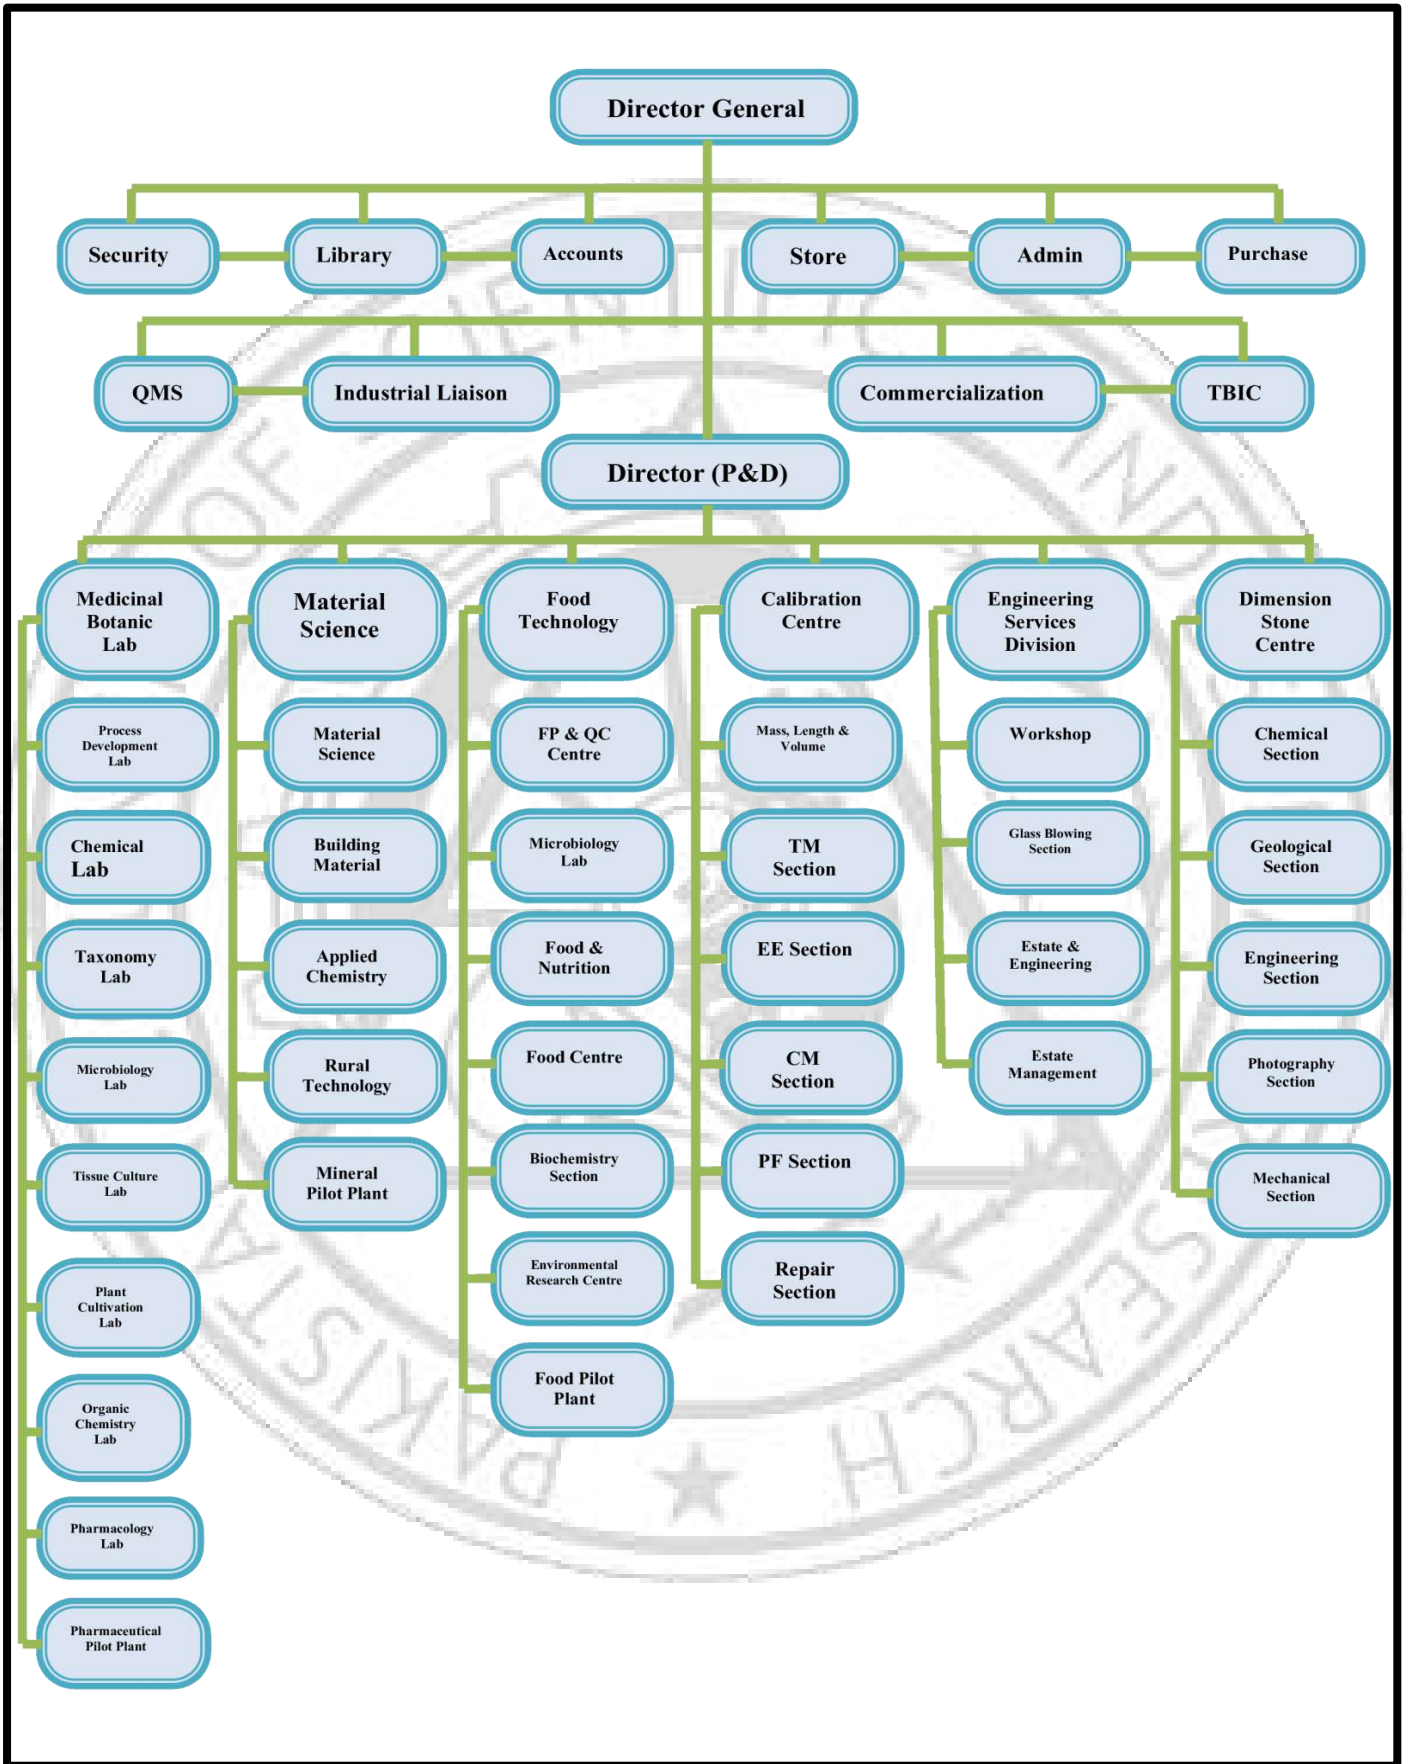 Director General
Security
Library
Accounts
Store
Admin
Purchase
QMS
Industrial Liaison
Commercialization
TBIC
Director (P&D)
Medicinal
Botanic
Lab
Material
Science
Food
Technology
Calibration
Centre
Engineering
Services
Division
Dimension
Stone
Centre
Process
Development
Lab
Chemical
Lab
Taxonomy
Lab
Microbiology
Lab
Tissue Culture
Lab
Plant
Cultivation
Lab
Organic
Chemistry
Lab
Pharmacology
Lab
Pharmaceutical
Pilot Plant
Material
Science
Building
Material
Applied
Chemistry
Rural
Technology
Mineral
Pilot Plant
FP & QC
Centre
Microbiology
Lab
Food &
Nutrition
Food Centre
Biochemistry
Section
Environmental
Research Centre
Food Pilot
Plant
Mass, Length &
Volume
TM
Section
EE Section
CM
Section
PF Section
Repair
Section
Workshop
Glass Blowing
Section
Estate &
Engineering
Estate
Management
Chemical
Section
Geological
Section
Engineering
Section
Photography
Section
Mechanical
Section